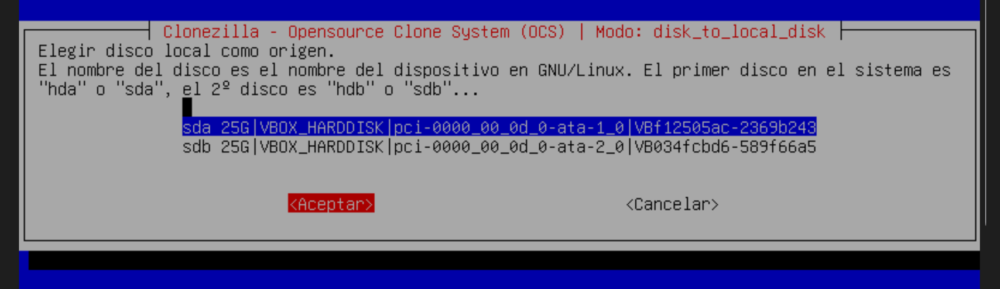 Clonezilla - Opensource Clone System (OCS) | Modo: disk_to_local_disk
Elegir disco local como origen.
El nombre del disco es el nombre del dispositivo en GNU/Linux. El primer disco en el sistema es
"hda" o "sda", el 2º disco es "hdb" o "sdb"...
sda 25G|VBOX_HARDDISK|pci-0000_00_0d_0-ata-1_0|VBf12505ac-2369b243
sdb 25G|VBOX_HARDDISK|pci-0000_00_0d_0-ata-2_0|VB034fcbd6-589f66a5
<Aceptar> <Cancelar>